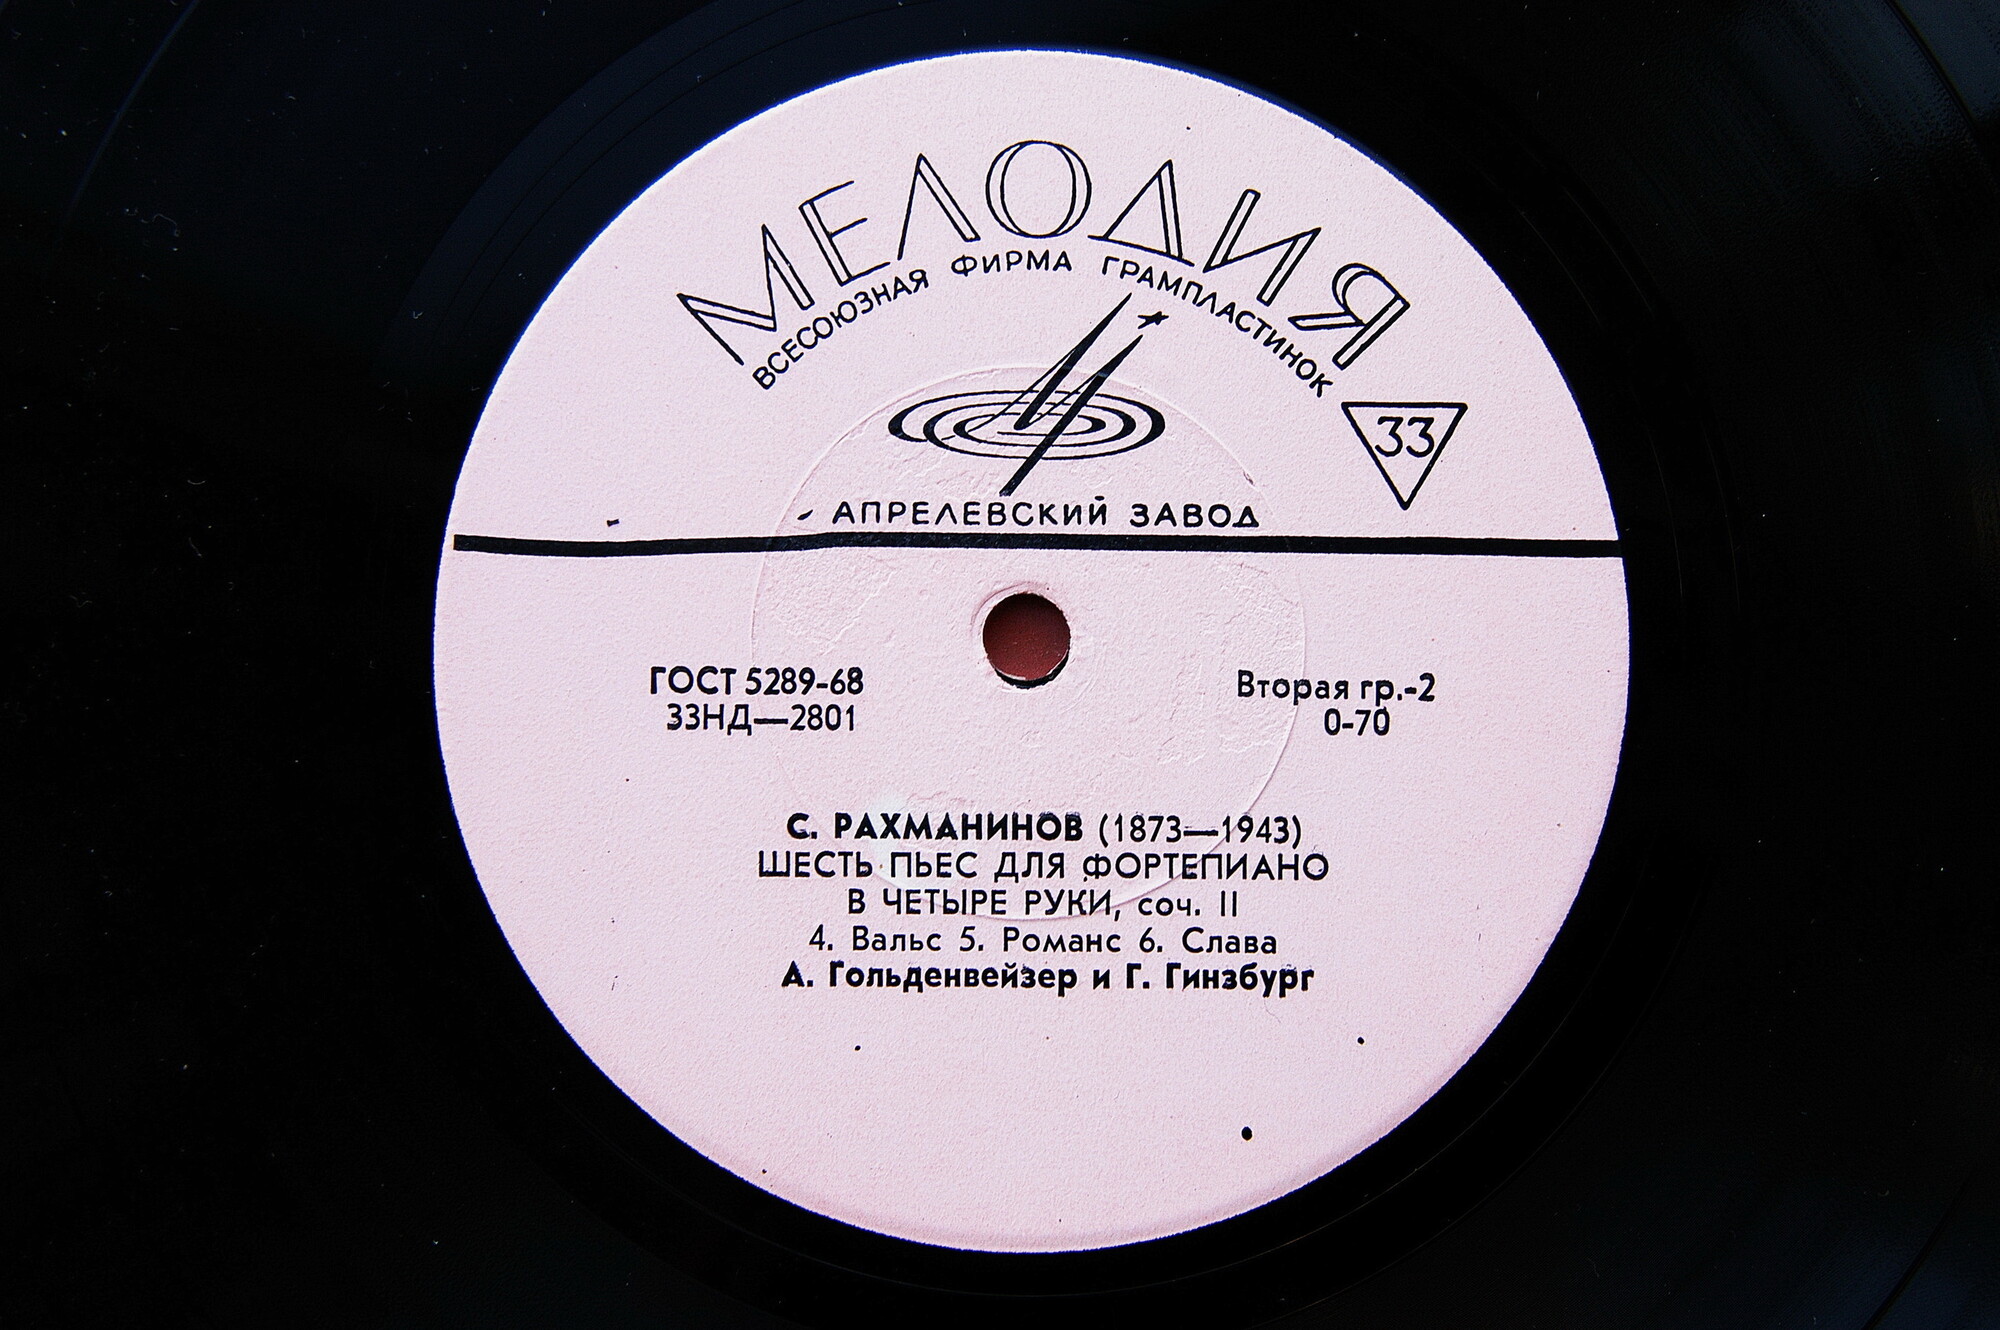 МЕЛОДИЯ
ВСЕСОЮЗНАЯ ФИРМА ГРАМПЛАСТИНОК
33
АПРЕЛЕВСКИЙ ЗАВОД
ГОСТ 5289-68
33НД—2801
Вторая гр.-2
0-70
С. РАХМАНИНОВ (1873—1943)
ШЕСТЬ ПЬЕС ДЛЯ ФОРТЕПИАНО
В ЧЕТЫРЕ РУКИ, соч. II
4. Вальс 5. Романс 6. Слава
А. Гольденвейзер и Г. Гинзбург